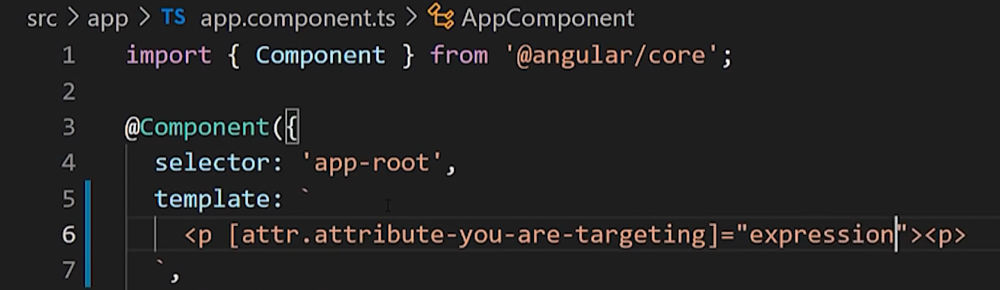 src > app > TS app.component.ts > AppComponent
1 import { Component } from '@angular/core';
2
3 @Component({
4 selector: 'app-root',
5 template: `
6 <p [attr.attribute-you-are-targeting]="expression"><p>
7 `,